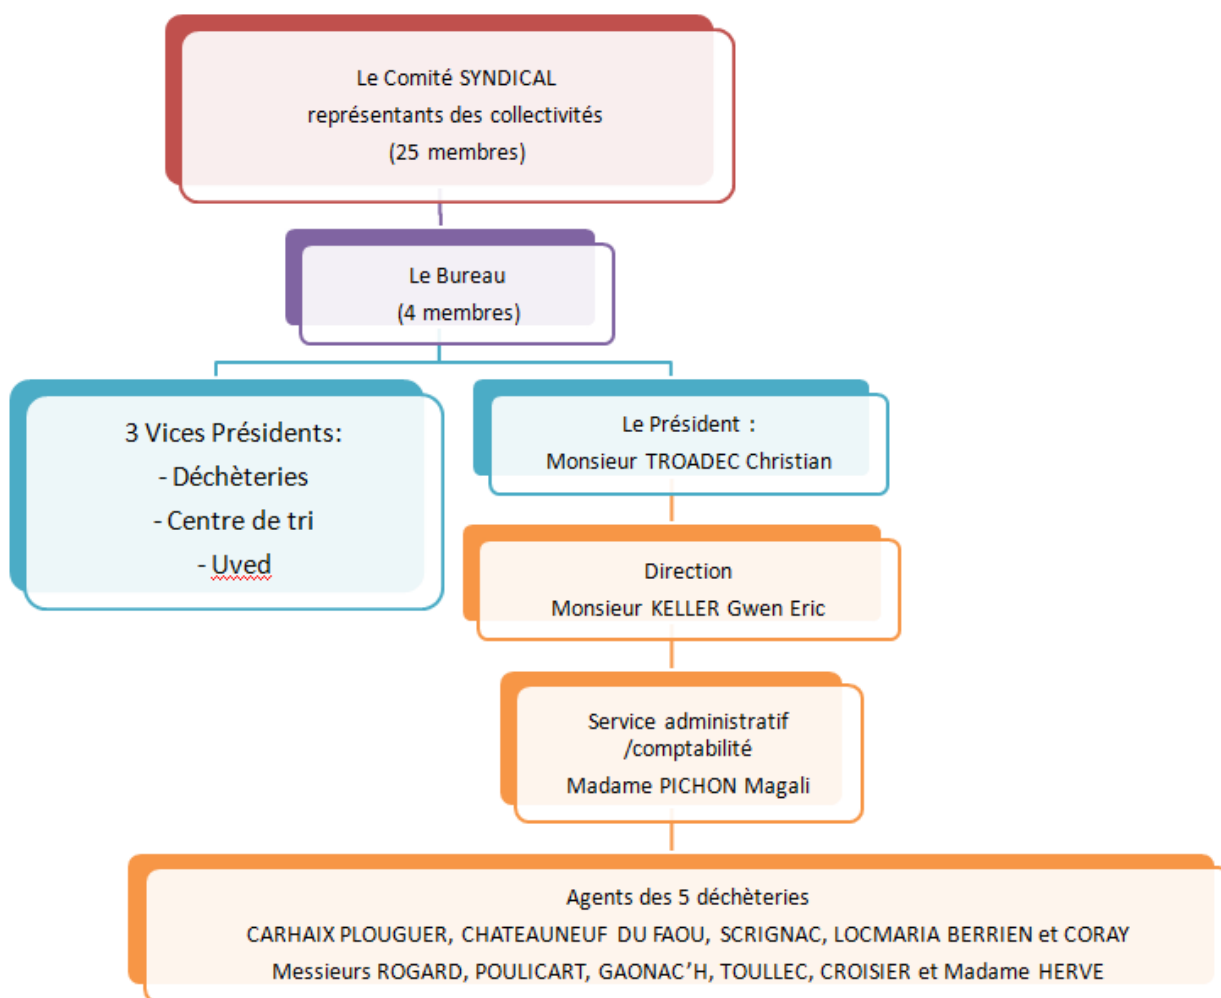 Le Comité SYNDICAL
représentants des collectivités
(25 membres)
Le Bureau
(4 membres)
3 Vices Présidents:
- Déchèteries
- Centre de tri
- Uved
Le Président :
Monsieur TROADEC Christian
Direction
Monsieur KELLER Gwen Eric
Service administratif
/comptabilité
Madame PICHON Magali
Agents des 5 déchèteries
CARHAIX PLOUGUER, CHATEAUNEUF DU FAOU, SCRIGNAC, LOCMARIA BERRIEN et CORAY
Messieurs ROGARD, POULICART, GAONAC’H, TOULLEC, CROISIER et Madame HERVE